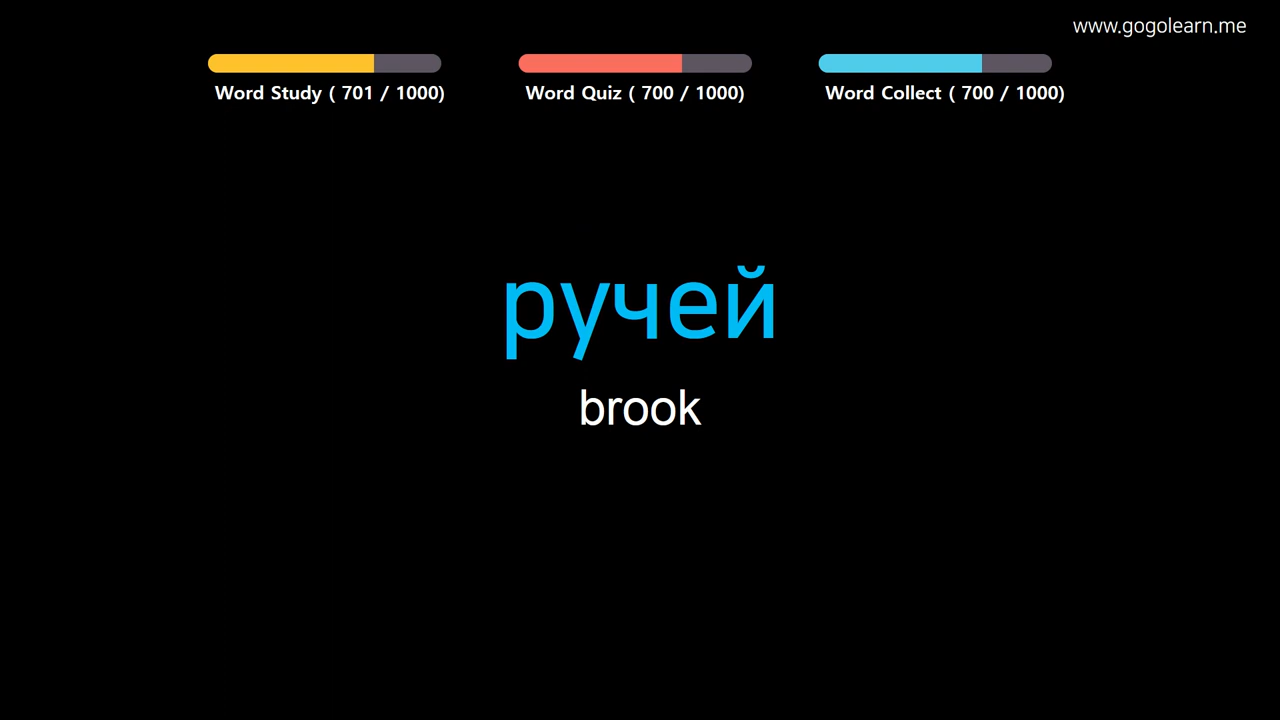 www.gogolearn.me
Word Study ( 701 / 1000)
Word Quiz ( 700 / 1000)
Word Collect ( 700 / 1000)
ручей
brook